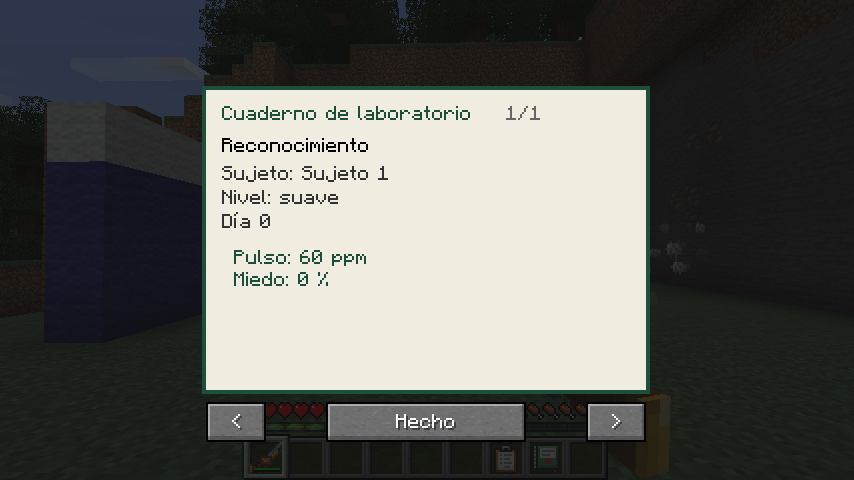 Cuaderno de laboratorio 1/1
Reconocimiento
Sujeto: Sujeto 1
Nivel: suave
Día 0
Pulso: 60 ppm
Miedo: 0 %
< Hecho >